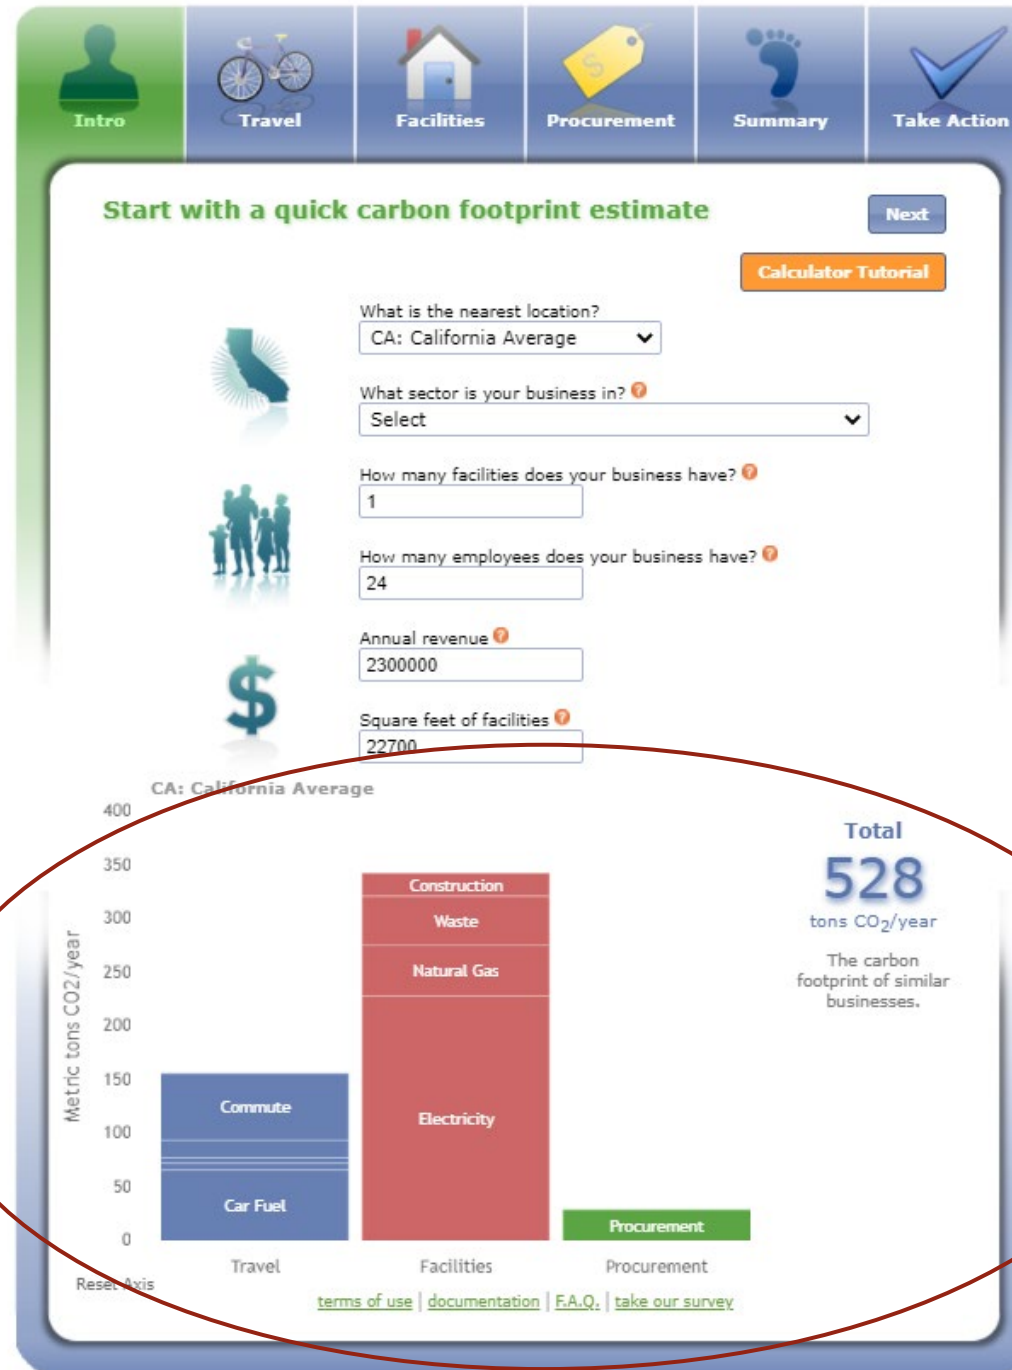 Intro
Travel
Facilities
Procurement
Summary
Take Action
Start with a quick carbon footprint estimate
Next
Calculator Tutorial
What is the nearest location?
CA: California Average
What sector is your business in? ?
Select
How many facilities does your business have? ?
1
How many employees does your business have? ?
24
$
Annual revenue ?
2300000
Square feet of facilities ?
22700
CA: California Average
Metric tons CO2/year
400
350
300
250
200
150
100
50
0
Commute
Car Fuel
Construction
Waste
Natural Gas
Electricity
Procurement
Travel
Facilities
Procurement
Total
528
tons CO2/year
The carbon
footprint of similar
businesses.
Reset Axis
terms of use | documentation | F.A.Q. | take our survey